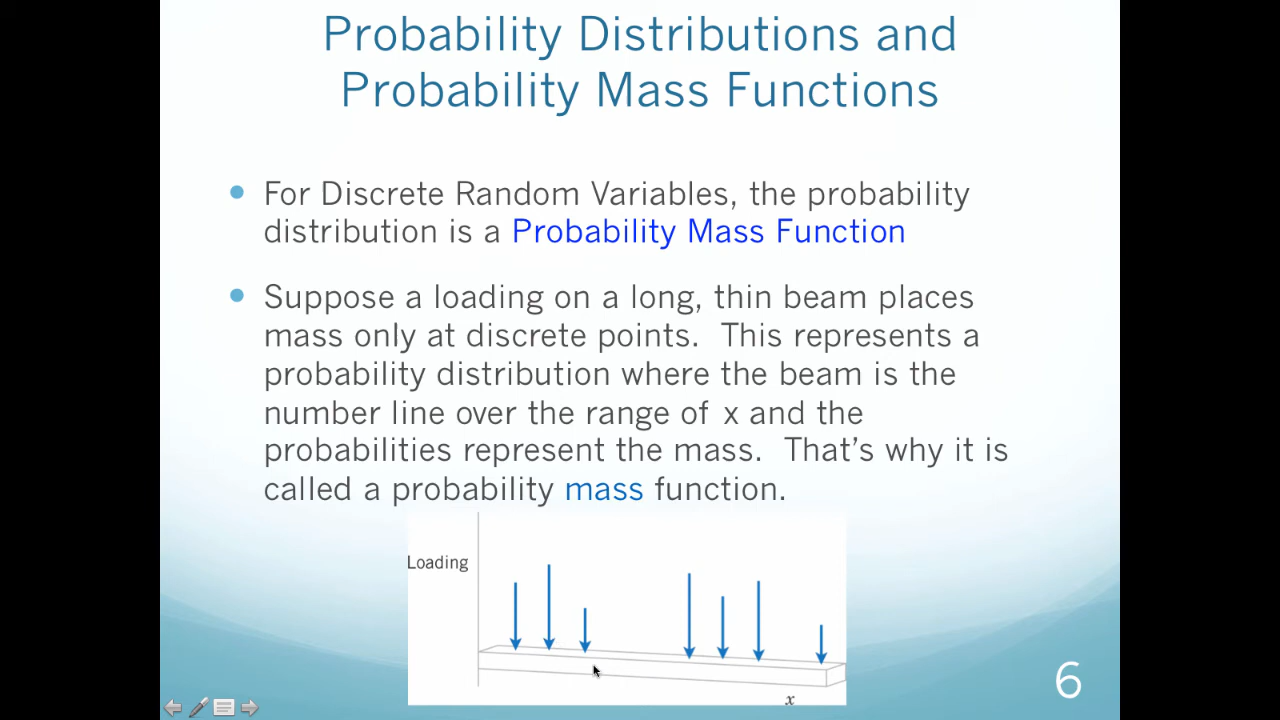 Probability Distributions and
Probability Mass Functions
For Discrete Random Variables, the probability
distribution is a Probability Mass Function
Suppose a loading on a long, thin beam places
mass only at discrete points. This represents a
probability distribution where the beam is the
number line over the range of x and the
probabilities represent the mass. That's why it is
called a probability mass function.
Loading
x
6